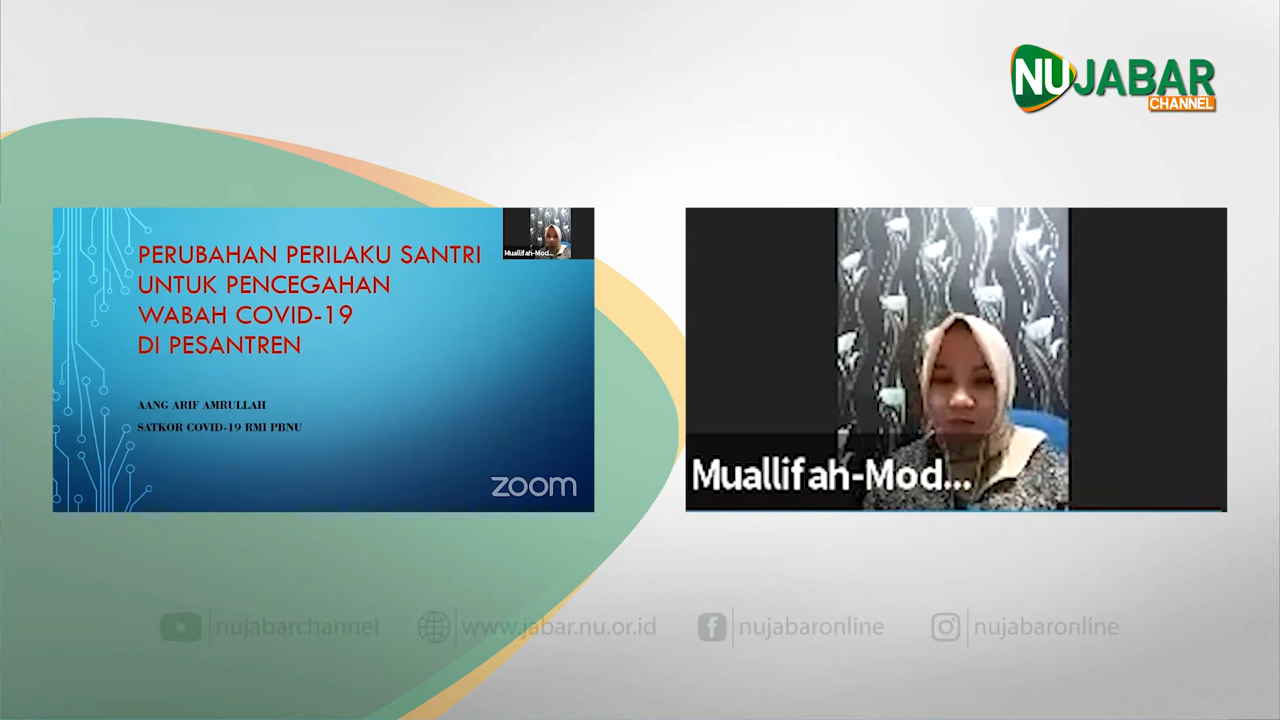 NU JABAR
CHANNEL
PERUBAHAN PERILAKU SANTRI
UNTUK PENCEGAHAN
WABAH COVID-19
DI PESANTREN
AANG ARIF AMRULLAH
SATKOR COVID-19 RMI PBNU
zoom
Muallifah-Mod...
Muallifah-Mod...
nujabarchannel
www.jabar.nu.or.id
nujabaronline
nujabaronline